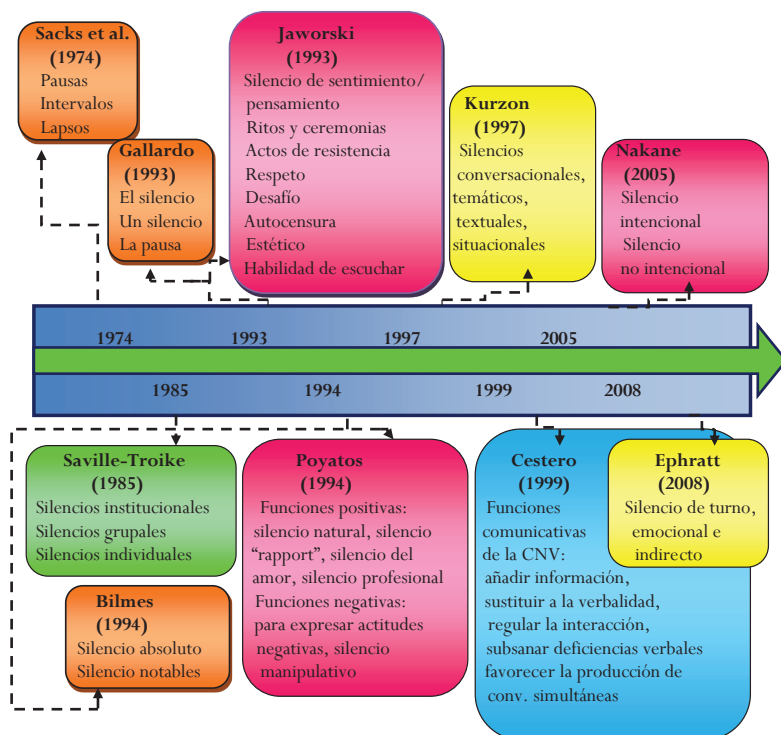 Sacks et al.
(1974)
Pausas
Intervalos
Lapsos
Gallardo
(1993)
El silencio
Un silencio
La pausa
Jaworski
(1993)
Silencio de sentimiento/
pensamiento
Ritos y ceremonias
Actos de resistencia
Respeto
Desafío
Autocensura
Estético
Habilidad de escuchar
Kurzon
(1997)
Silencios
conversacionales,
temáticos,
textuales,
situacionales
Nakane
(2005)
Silencio
intencional
Silencio
no intencional
1974 1993 1997 2005
1985 1994 1999 2008
Saville-Troike
(1985)
Silencios institucionales
Silencios grupales
Silencios individuales
Bilmes
(1994)
Silencio absoluto
Silencio notables
Poyatos
(1994)
Funciones positivas:
silencio natural, silencio
“rapport”, silencio del
amor, silencio profesional
Funciones negativas:
para expresar actitudes
negativas, silencio
manipulativo
Cestero
(1999)
Funciones
comunicativas
de la CNV:
añadir información,
sustituir a la verbalidad,
regular la interacción,
subsanar deficiencias verbales
favorecer la producción de
conv. simultáneas
Ephratt
(2008)
Silencio de turno,
emocional e
indirecto